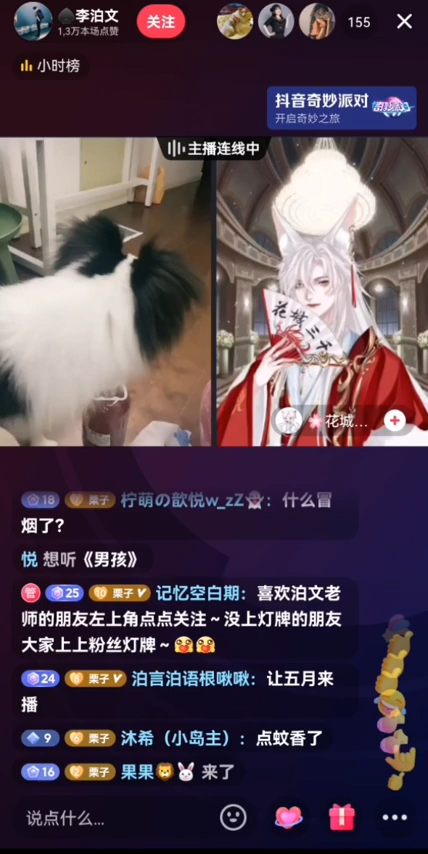 李泊文
1.3万本场点赞
关注
155
小时榜
抖音奇妙派对
开启奇妙之旅
主播连线中
花城三千
花城...
18 栗子 柠萌の歆悦w_zZ👻：什么冒
烟了？
悦 想听《男孩》
管 25 10 栗子 V 记忆空白期：喜欢泊文老
师的朋友左上角点点关注～没上灯牌的朋友
大家上上粉丝灯牌～
24 栗子 V 泊言泊语根啾啾：让五月来
播
9 6 栗子 沐希（小岛主）：点蚊香了
16 2 栗子 果果🦁🐰 来了
说点什么...